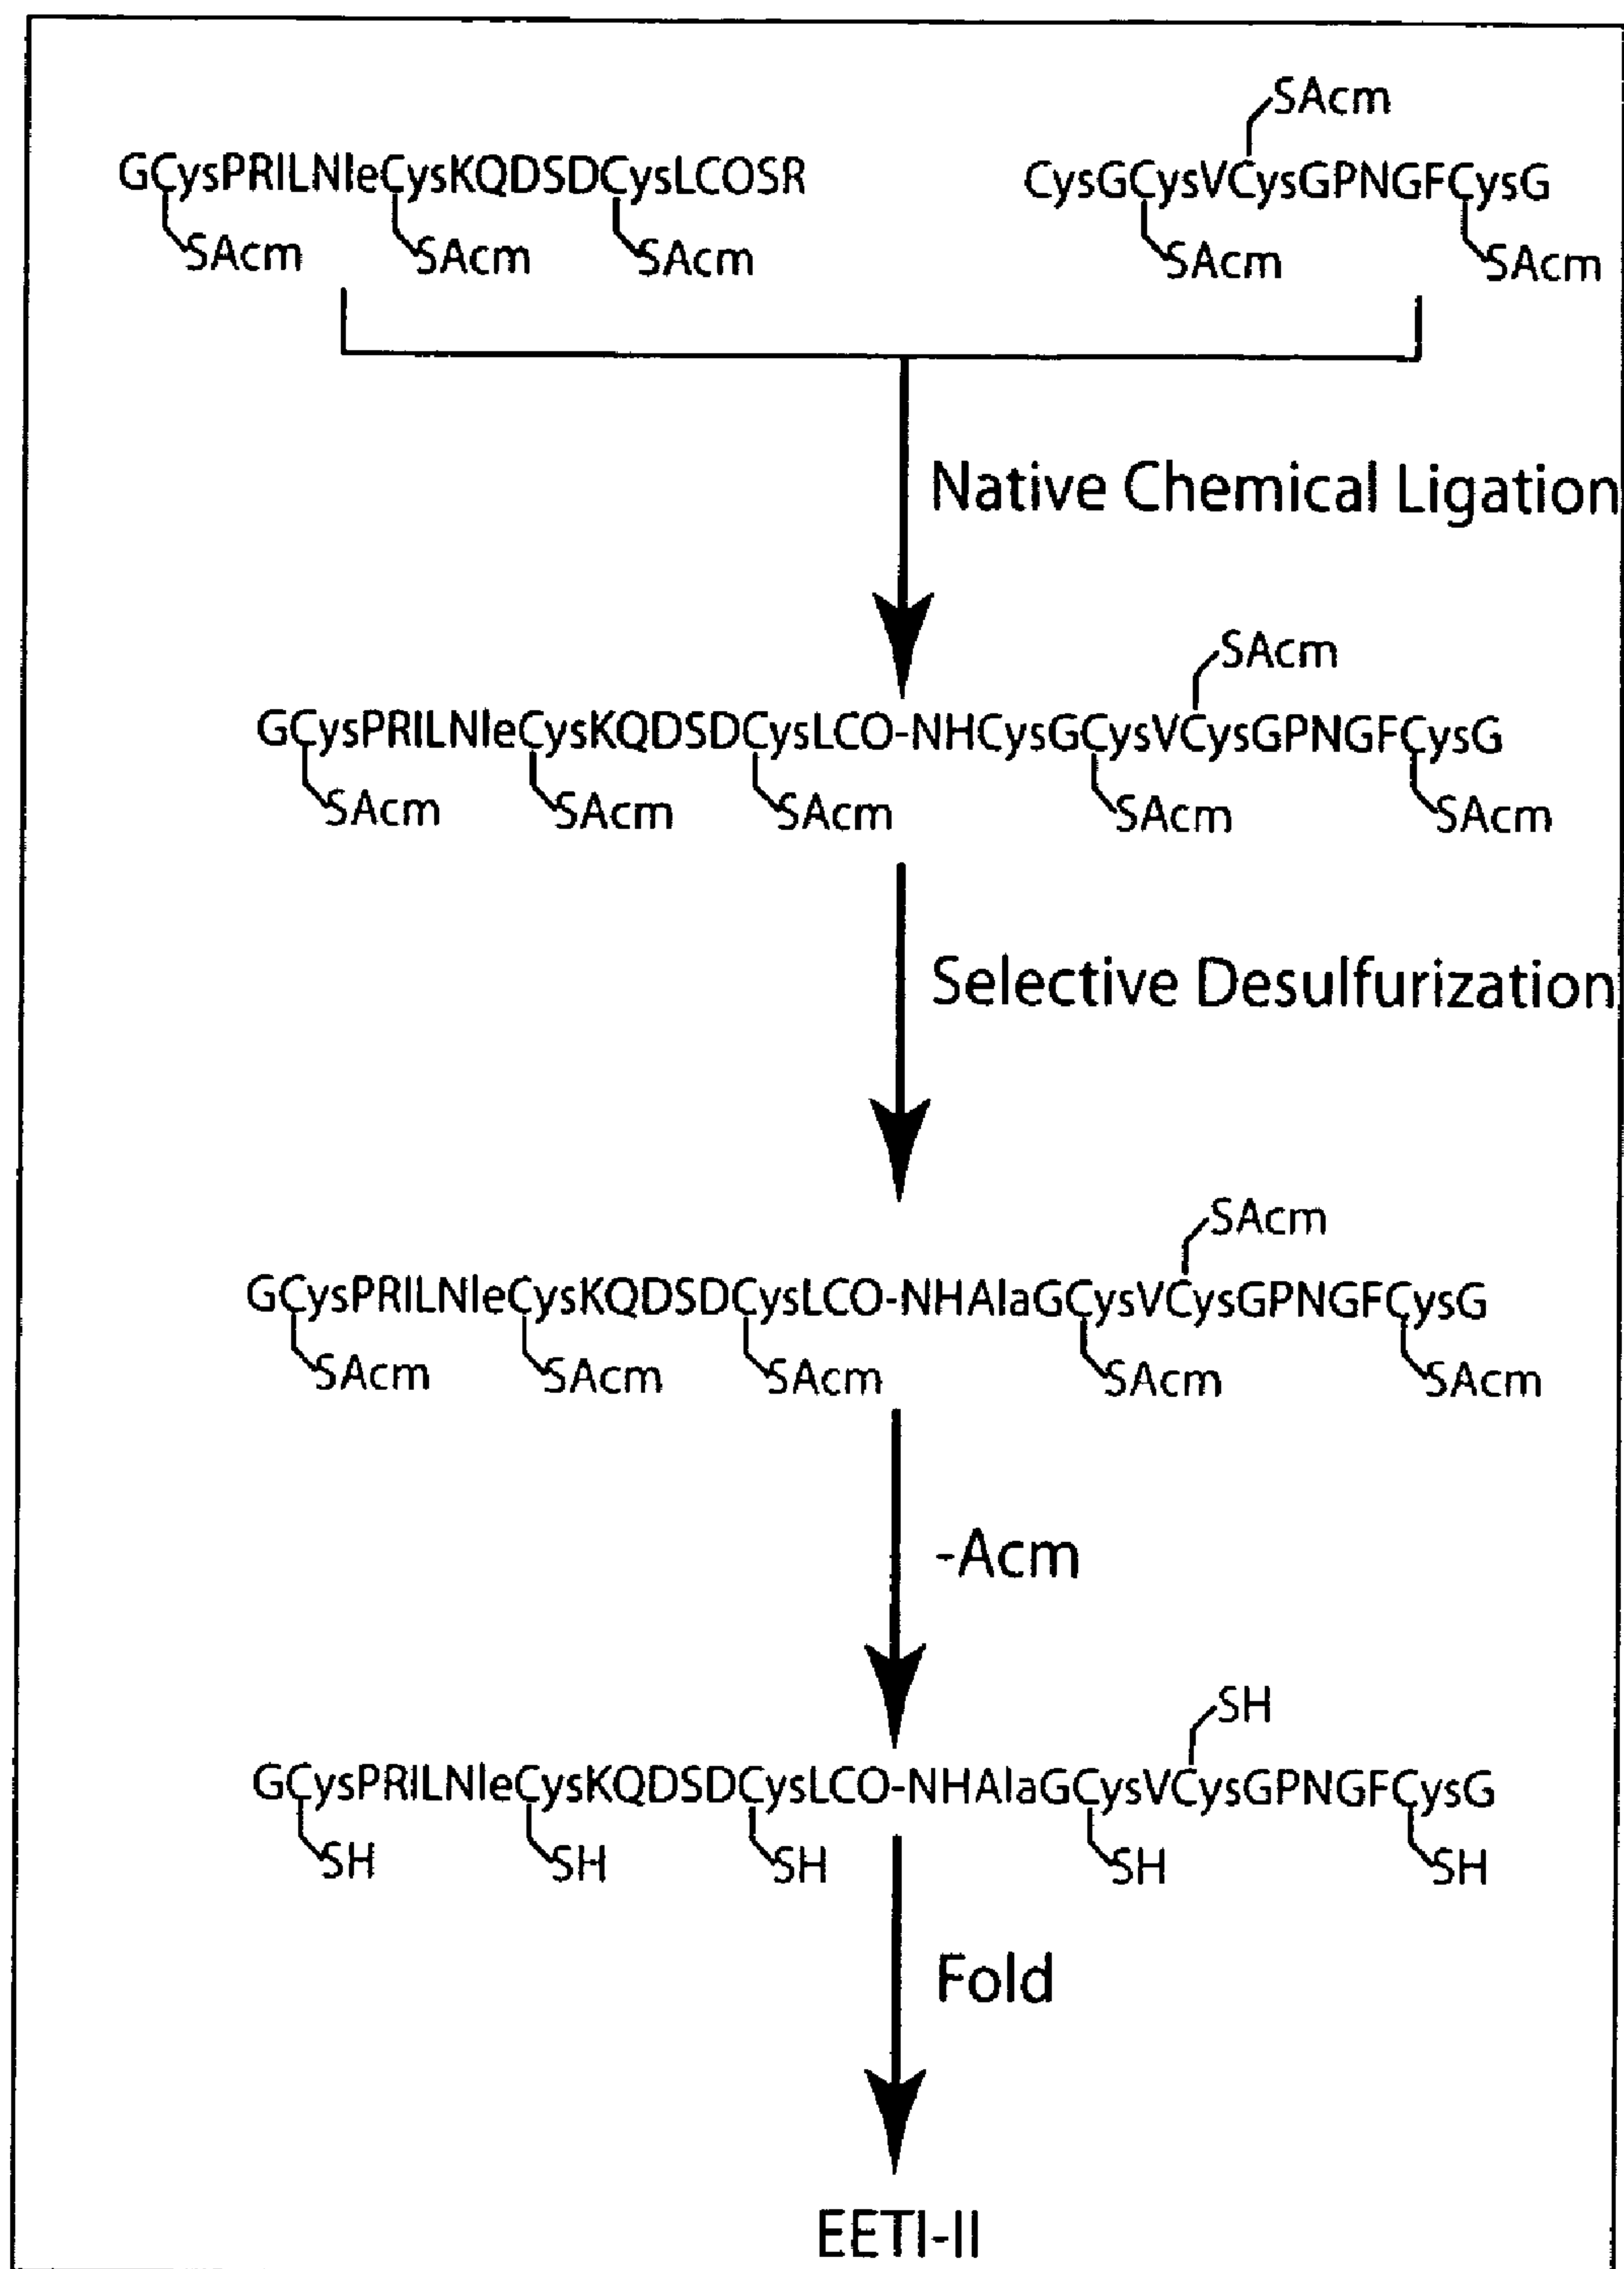 SAcm
GCysPRILNleCysKQDSDCysLCOSR CysGCysVCysGPNGFCysG
SAcm SAcm SAcm SAcm SAcm
Native Chemical Ligation
SAcm
GCysPRILNleCysKQDSDCysLCO-NHCysGCysVCysGPNGFCysG
SAcm SAcm SAcm SAcm SAcm
Selective Desulfurization
SAcm
GCysPRILNleCysKQDSDCysLCO-NHAlaGCysVCysGPNGFCysG
SAcm SAcm SAcm SAcm SAcm
-Acm
SH
GCysPRILNleCysKQDSDCysLCO-NHAlaGCysVCysGPNGFCysG
SH SH SH SH SH
Fold
EETI-II